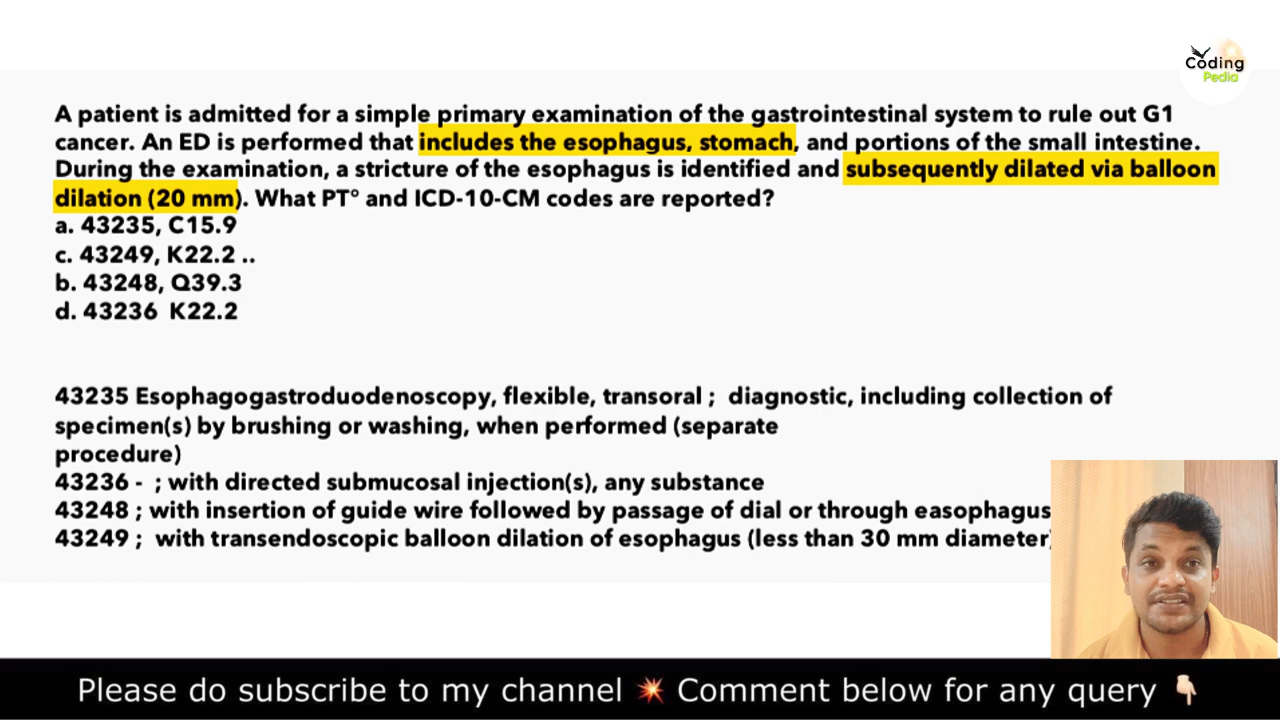 Coding
Pedia
A patient is admitted for a simple primary examination of the gastrointestinal system to rule out G1
cancer. An ED is performed that includes the esophagus, stomach, and portions of the small intestine.
During the examination, a stricture of the esophagus is identified and subsequently dilated via balloon
dilation (20 mm). What PT° and ICD-10-CM codes are reported?
a. 43235, C15.9
c. 43249, K22.2 ..
b. 43248, Q39.3
d. 43236 K22.2
43235 Esophagogastroduodenoscopy, flexible, transoral ; diagnostic, including collection of
specimen(s) by brushing or washing, when performed (separate
procedure)
43236 - ; with directed submucosal injection(s), any substance
43248 ; with insertion of guide wire followed by passage of dial or through easophagus
43249 ; with transendoscopic balloon dilation of esophagus (less than 30 mm diameter)
Please do subscribe to my channel 💥 Comment below for any query 👇🏻